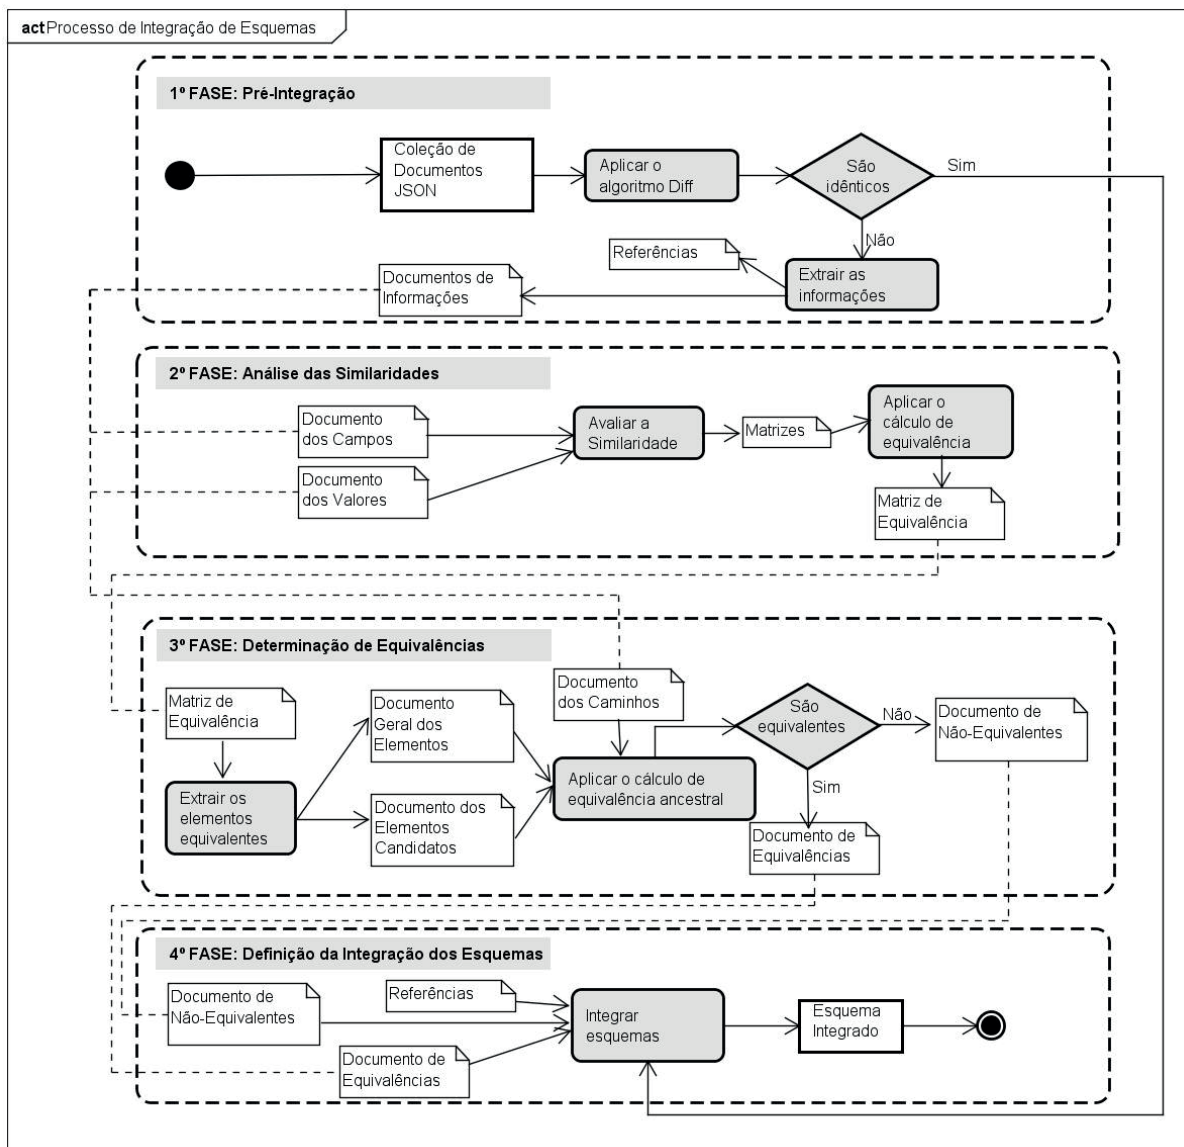 act Processo de Integração de Esquemas
1º FASE: Pré-Integração
Coleção de
Documentos
JSON
Aplicar o
algoritmo Diff
São
idênticos
Sim
Não
Referências
Documentos de
Informações
Extrair as
informações
2º FASE: Análise das Similaridades
Documento
dos Campos
Avaliar a
Similaridade
Matrizes
Aplicar o
cálculo de
equivalência
Documento
dos Valores
Matriz de
Equivalência
3º FASE: Determinação de Equivalências
Matriz de
Equivalência
Documento
Geral dos
Elementos
Documento
dos Caminhos
São
equivalentes
Não
Documento de
Não-Equivalentes
Extrair os
elementos
equivalentes
Documento dos
Elementos
Candidatos
Aplicar o cálculo de
equivalência ancestral
Sim
Documento de
Equivalências
4º FASE: Definição da Integração dos Esquemas
Documento de
Não-Equivalentes
Referências
Integrar
esquemas
Esquema
Integrado
Documento de
Equivalências